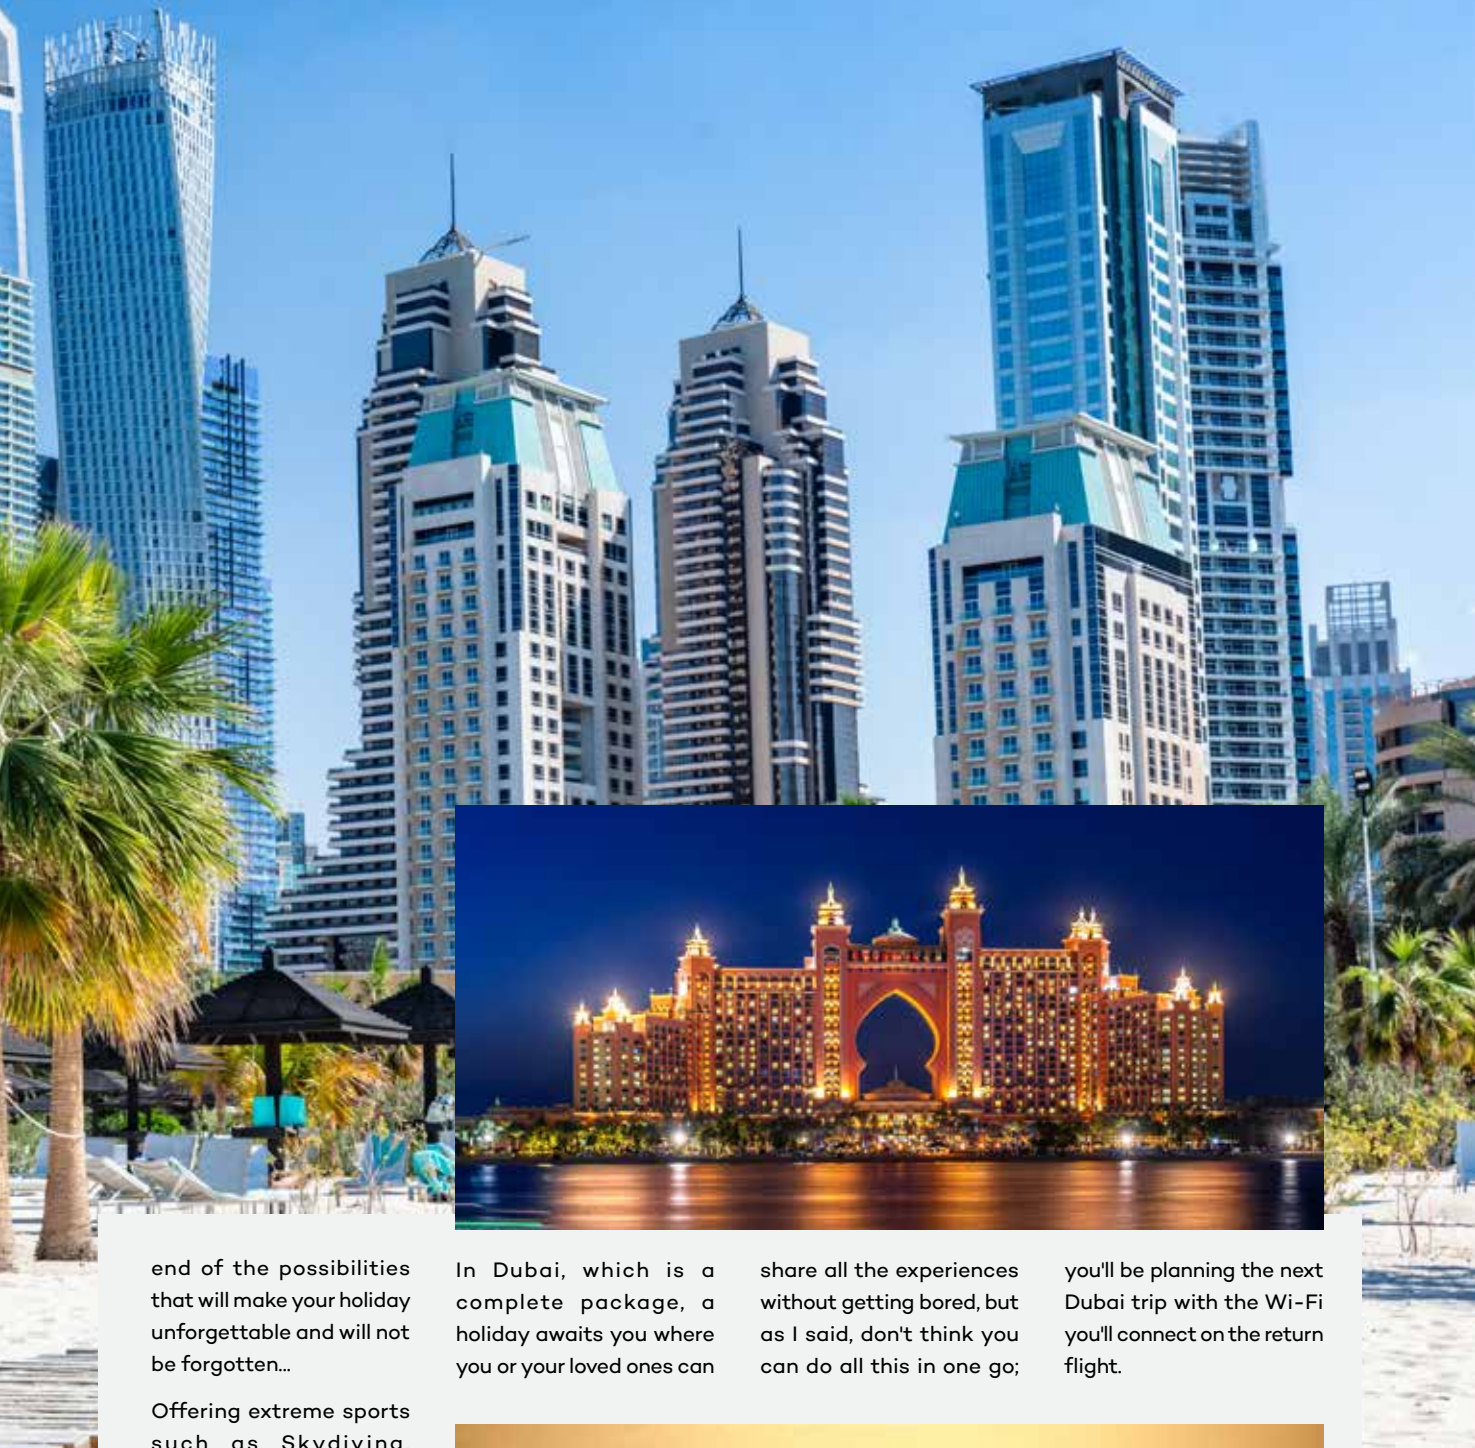 end of the possibilities
that will make your holiday
unforgettable and will not
be forgotten...
Offering extreme sports
such as Skydiving,
In Dubai, which is a
complete package, a
holiday awaits you where
you or your loved ones can
share all the experiences
without getting bored, but
as I said, don't think you
can do all this in one go;
you'll be planning the next
Dubai trip with the Wi-Fi
you'll connect on the return
flight.